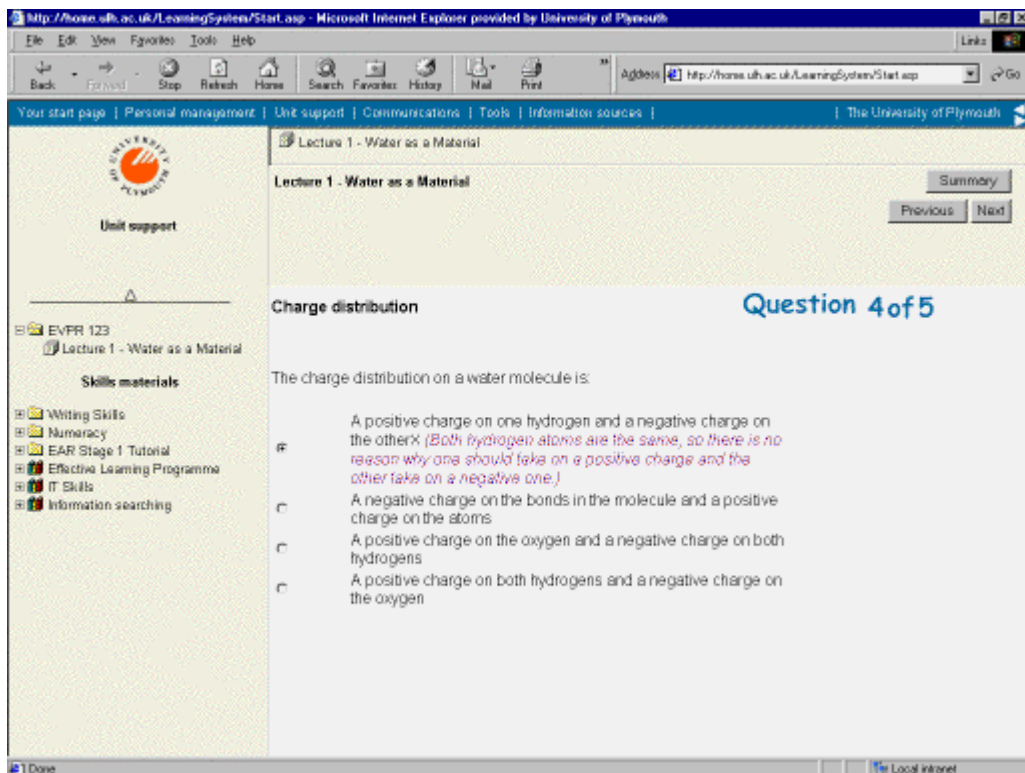 http://home.ulh.ac.uk/LearningSystem/Start.asp - Microsoft Internet Explorer provided by University of Plymouth
File Edit View Favorites Tools Help
Links
Back Forward Stop Refresh Home Search Favorites History Mail Print
Address http://home.ulh.ac.uk/LearningSystem/Start.asp Go
Your start page | Personal management | Unit support | Communications | Tools | Information sources | | The University of Plymouth
UNIVERSITY OF PLYMOUTH
Unit support
EVPR 123
Lecture 1 - Water as a Material
Skills materials
Writing Skills
Numeracy
EAR Stage 1 Tutorial
Effective Learning Programme
IT Skills
Information searching
Lecture 1 - Water as a Material
Lecture 1 - Water as a Material
Summary
Previous Next
Charge distribution
Question 4 of 5
The charge distribution on a water molecule is:
A positive charge on one hydrogen and a negative charge on
the other X (Both hydrogen atoms are the same, so there is no
reason why one should take on a positive charge and the
other take on a negative one.)
A negative charge on the bonds in the molecule and a positive
charge on the atoms
A positive charge on the oxygen and a negative charge on both
hydrogens
A positive charge on both hydrogens and a negative charge on
the oxygen
Done
Local intranet